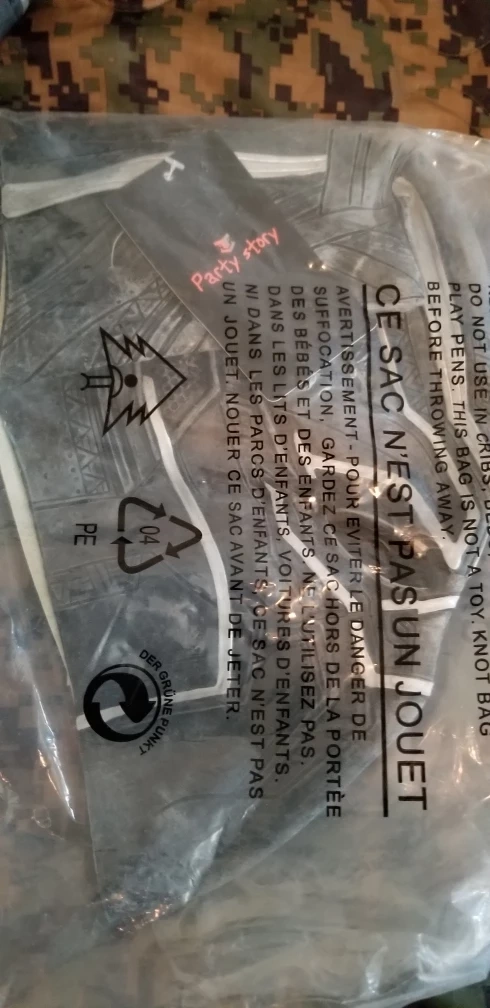 DO NOT USE IN CRIBS,
PLAY PENS. THIS BAG IS NOT A TOY. KNOT BAG
BEFORE THROWING AWAY.
CE SAC N'EST PAS UN JOUET
AVERTISSEMENT - POUR EVITER LE DANGER DE
SUFFOCATION, GARDEZ CE SAC HORS DE LA PORTÈE
DES BÉBÉS ET DES ENFANTS NE L'UTILISEZ PAS.
DANS LES LITS D'ENFANTS, VOITURES D'ENFANTS.
NI DANS LES PARCS D'ENFANTS, CE SAC N'EST PAS
UN JOUET. NOUER CE SAC AVANT DE JETER.
Party story
04
PE
DER GRÜNE PUNKT